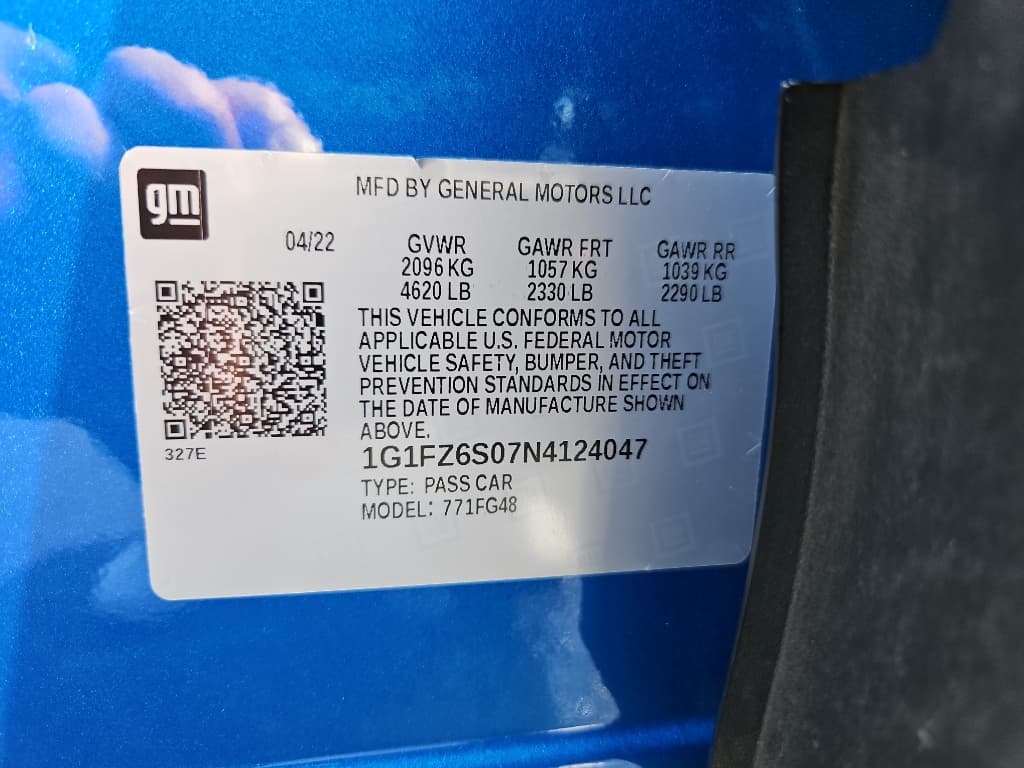 gm
MFD BY GENERAL MOTORS LLC
04/22 GVWR GAWR FRT GAWR RR
2096 KG 1057 KG 1039 KG
4620 LB 2330 LB 2290 LB
THIS VEHICLE CONFORMS TO ALL
APPLICABLE U.S. FEDERAL MOTOR
VEHICLE SAFETY, BUMPER, AND THEFT
PREVENTION STANDARDS IN EFFECT ON
THE DATE OF MANUFACTURE SHOWN
ABOVE.
327E
1G1FZ6S07N4124047
TYPE: PASS CAR
MODEL: 771FG48